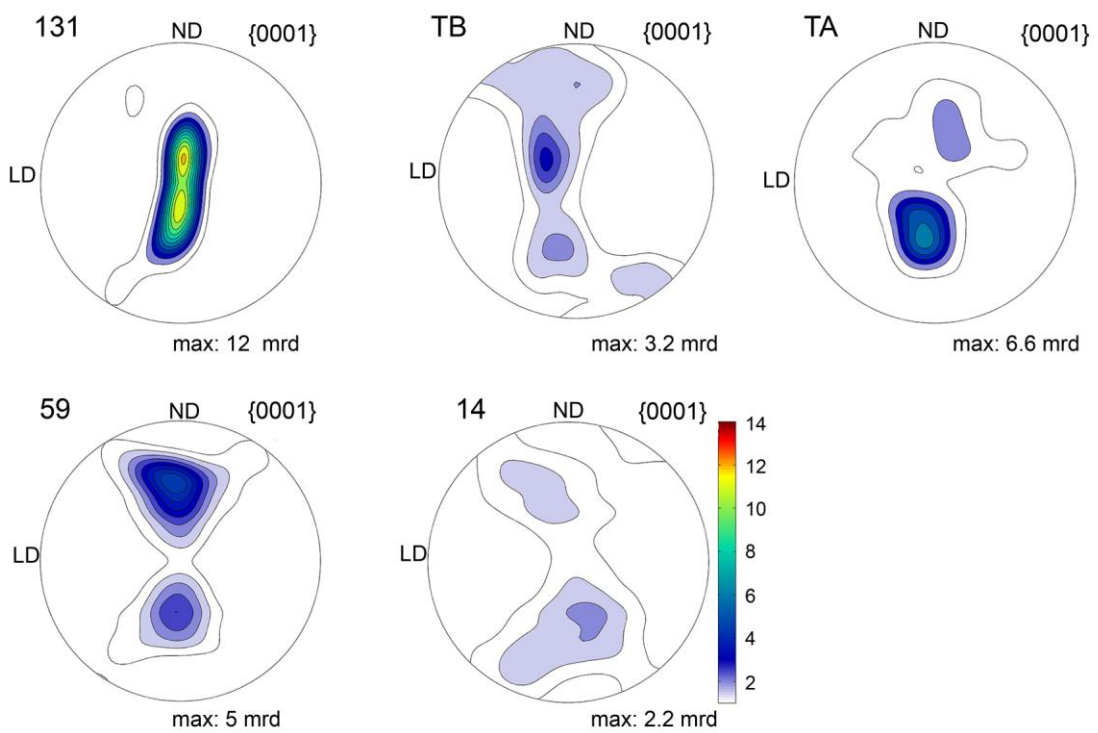 131
ND
{0001}
LD
max: 12 mrd
TB
ND
{0001}
LD
max: 3.2 mrd
TA
ND
{0001}
LD
max: 6.6 mrd
59
ND
{0001}
LD
max: 5 mrd
14
ND
{0001}
LD
max: 2.2 mrd
14
12
10
8
6
4
2